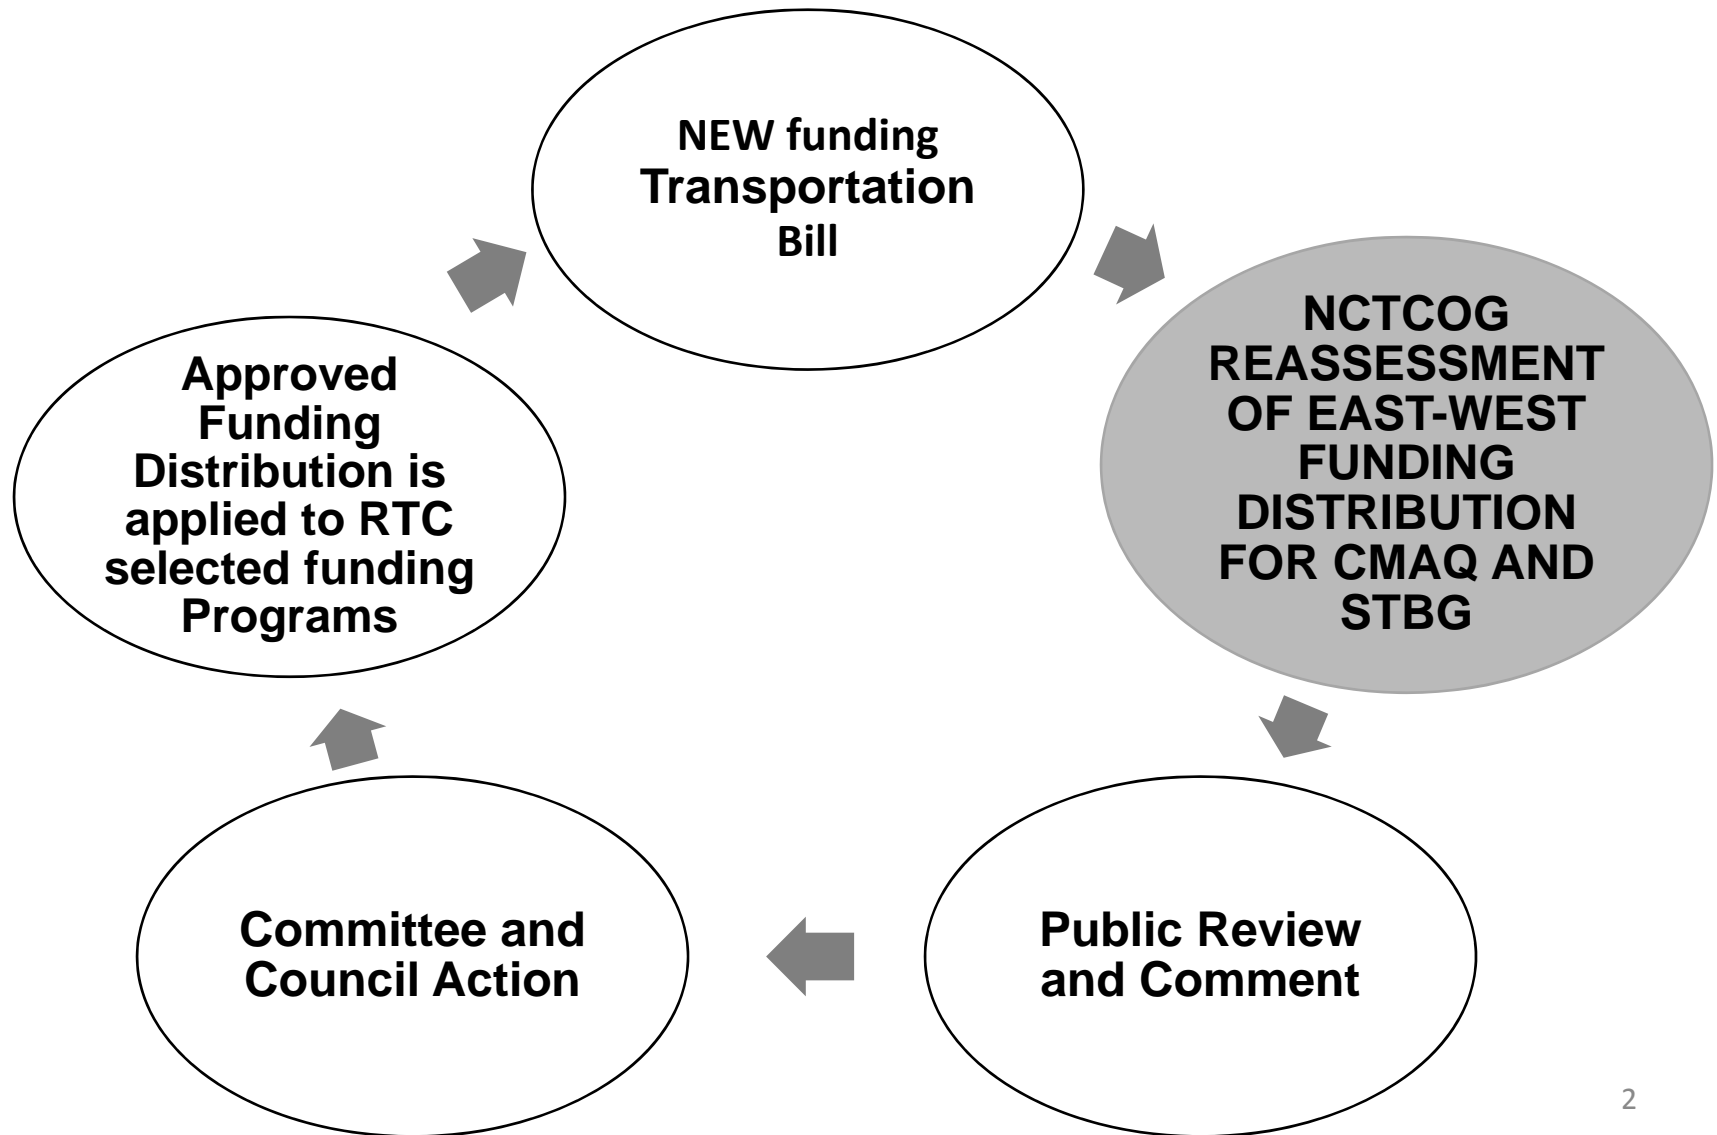 NEW funding
Transportation
Bill
NCTCOG
REASSESSMENT
OF EAST-WEST
FUNDING
DISTRIBUTION
FOR CMAQ AND
STBG
Public Review
and Comment
Committee and
Council Action
Approved
Funding
Distribution is
applied to RTC
selected funding
Programs
2